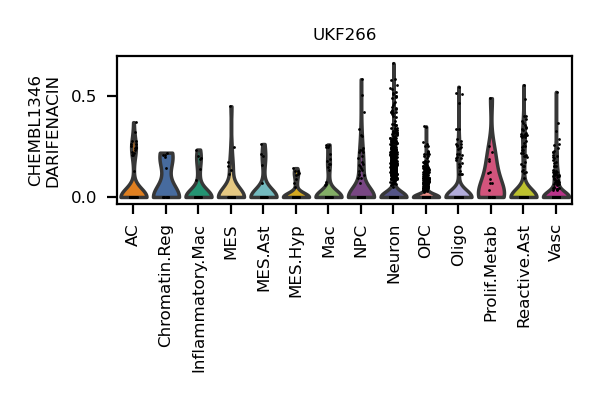 UKF266
CHEMBL1346
DARIFENACIN
0.5
0.0
AC
Chromatin.Reg
Inflammatory.Mac
MES
MES.Ast
MES.Hyp
Mac
NPC
Neuron
OPC
Oligo
Prolif.Metab
Reactive.Ast
Vasc